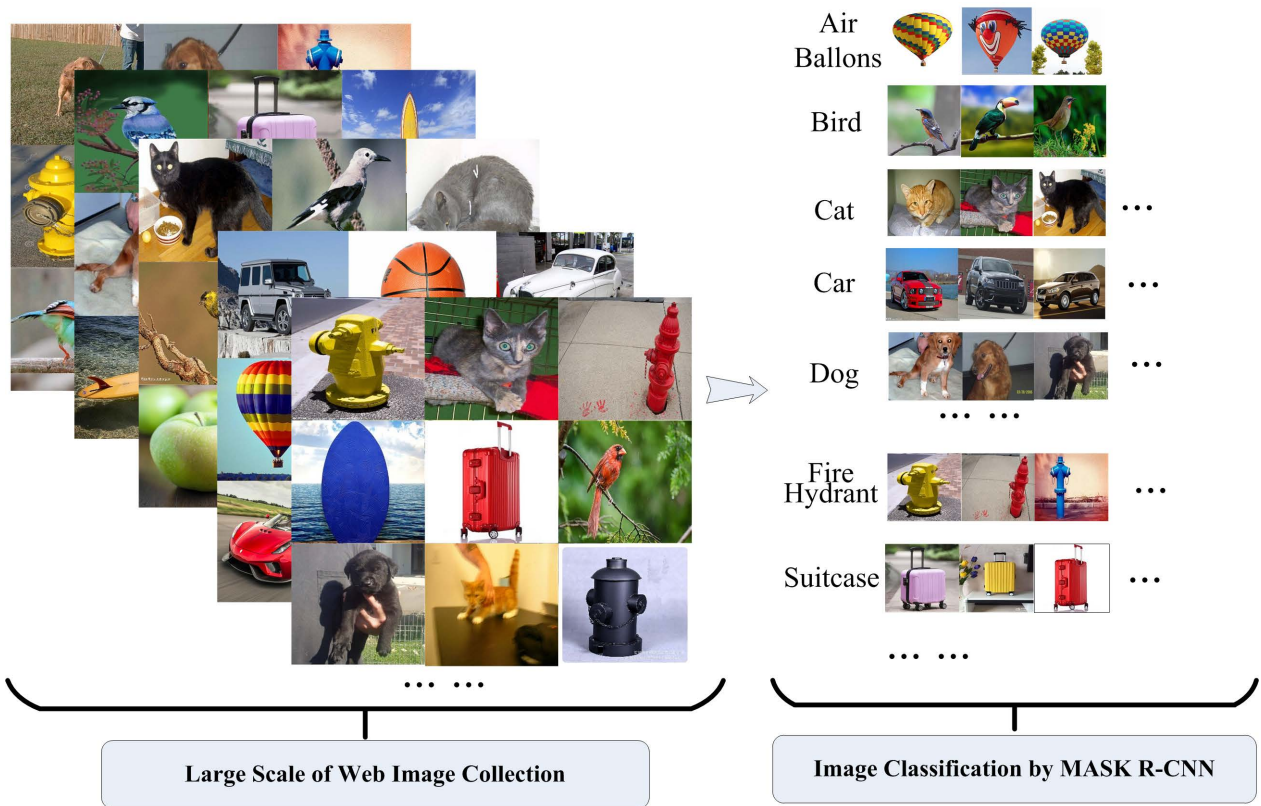 Air
Ballons
Bird
Cat
...
Car
...
Dog
...
... ...
Fire
Hydrant
...
Suitcase
...
... ...
... ...
Large Scale of Web Image Collection
Image Classification by MASK R-CNN